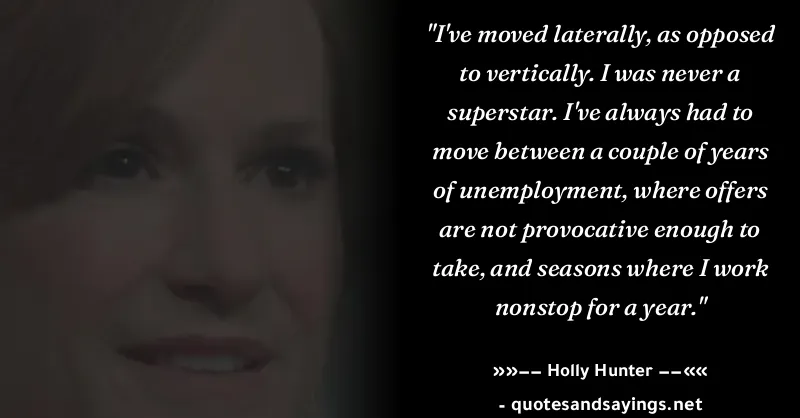 "I've moved laterally, as opposed
to vertically. I was never a
superstar. I've always had to
move between a couple of years
of unemployment, where offers
are not provocative enough to
take, and seasons where I work
nonstop for a year."
»»–– Holly Hunter ––««
- quotesandsayings.net